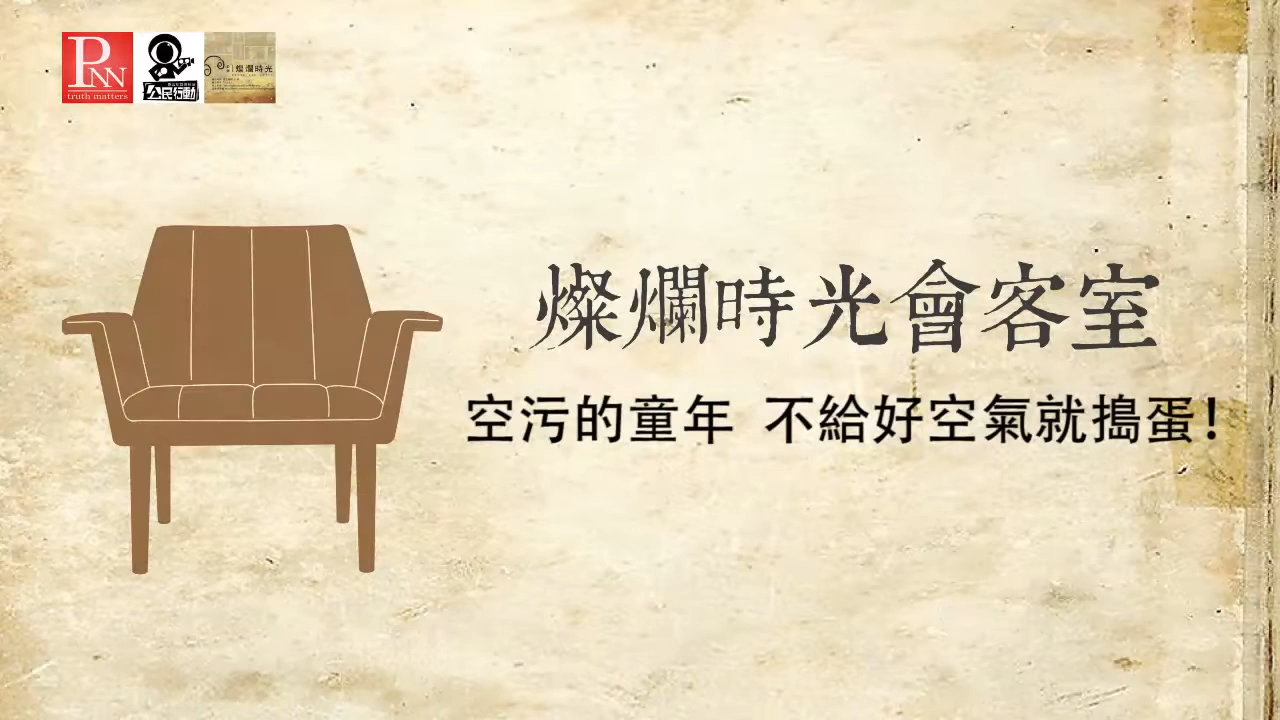 PNN
truth matters
公民行動
燦爛時光
燦爛時光會客室
空污的童年 不給好空氣就搗蛋！